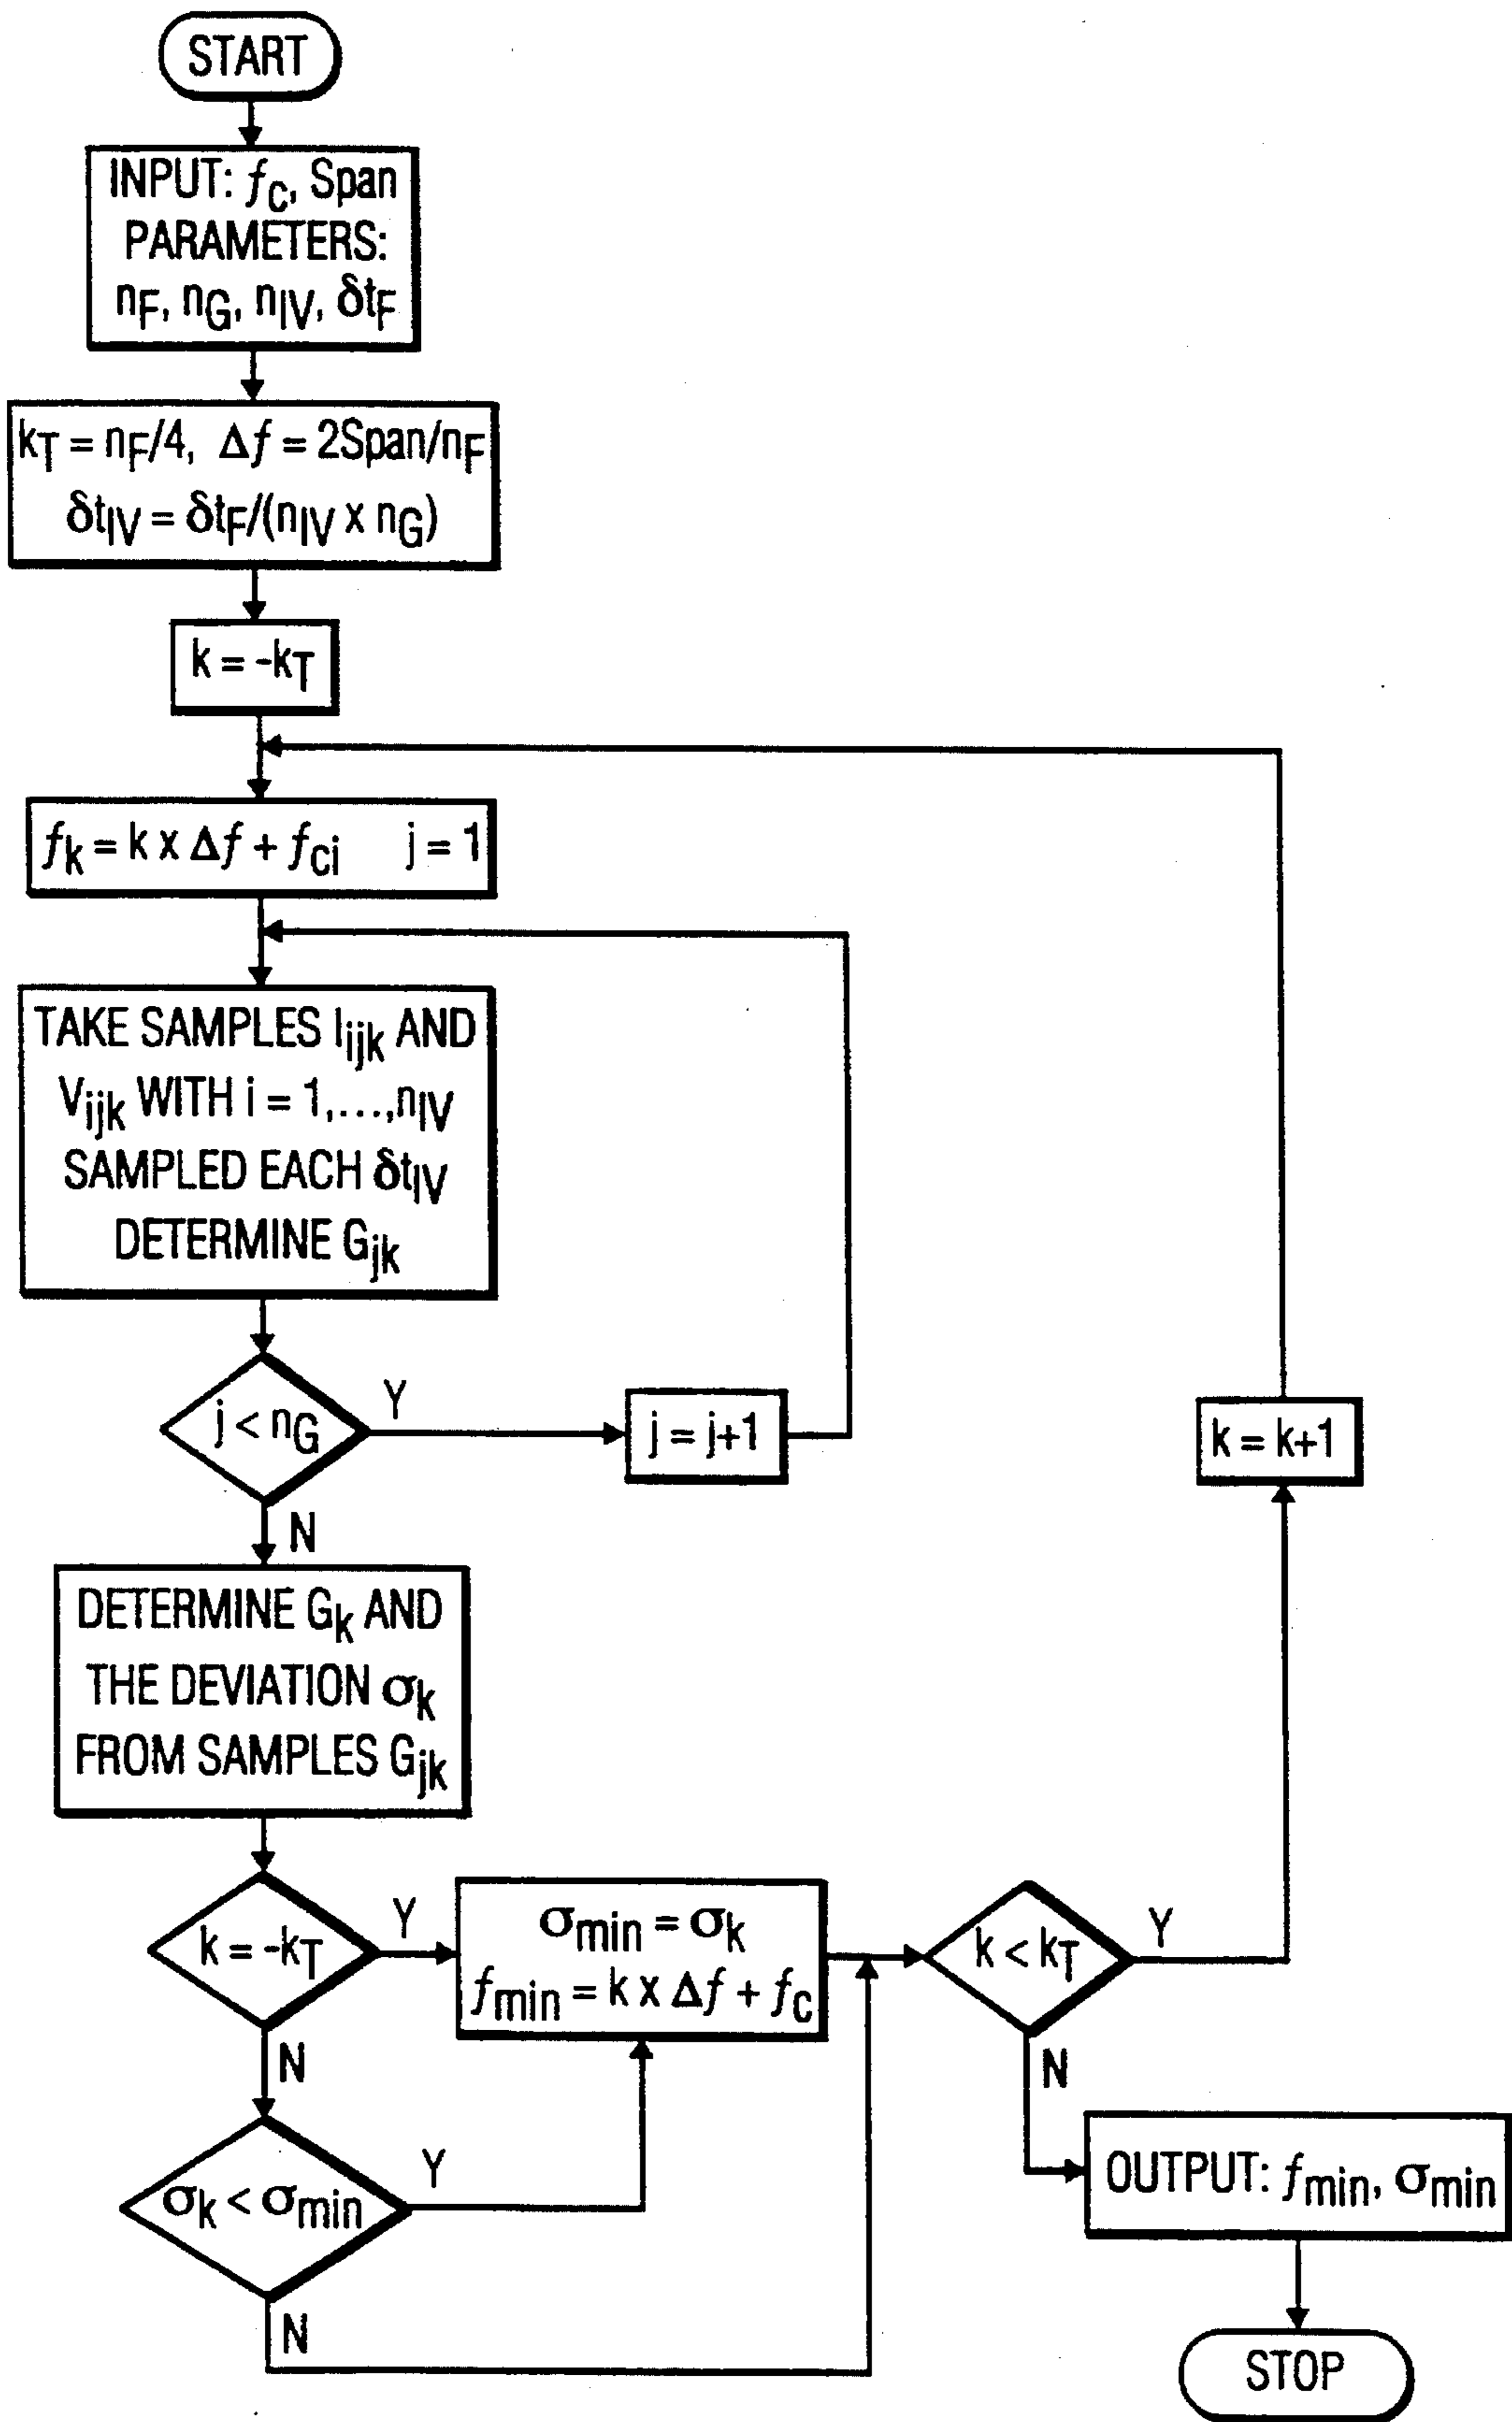 START
INPUT: fc, Span
PARAMETERS:
nF, nG, nIV, δtF
kT = nF/4, Δf = 2Span/nF
δtIV = δtF/(nIV x nG)
k = -kT
fk = k x Δf + fci j = 1
TAKE SAMPLES Iijk AND
Vijk WITH i = 1,...,nIV
SAMPLED EACH δtIV
DETERMINE Gjk
j < nG
Y
j = j+1
k = k+1
N
DETERMINE Gk AND
THE DEVIATION σk
FROM SAMPLES Gjk
k = -kT
Y
σmin = σk
fmin = k x Δf + fc
k < kT
Y
N
N
σk < σmin
Y
OUTPUT: fmin, σmin
N
STOP